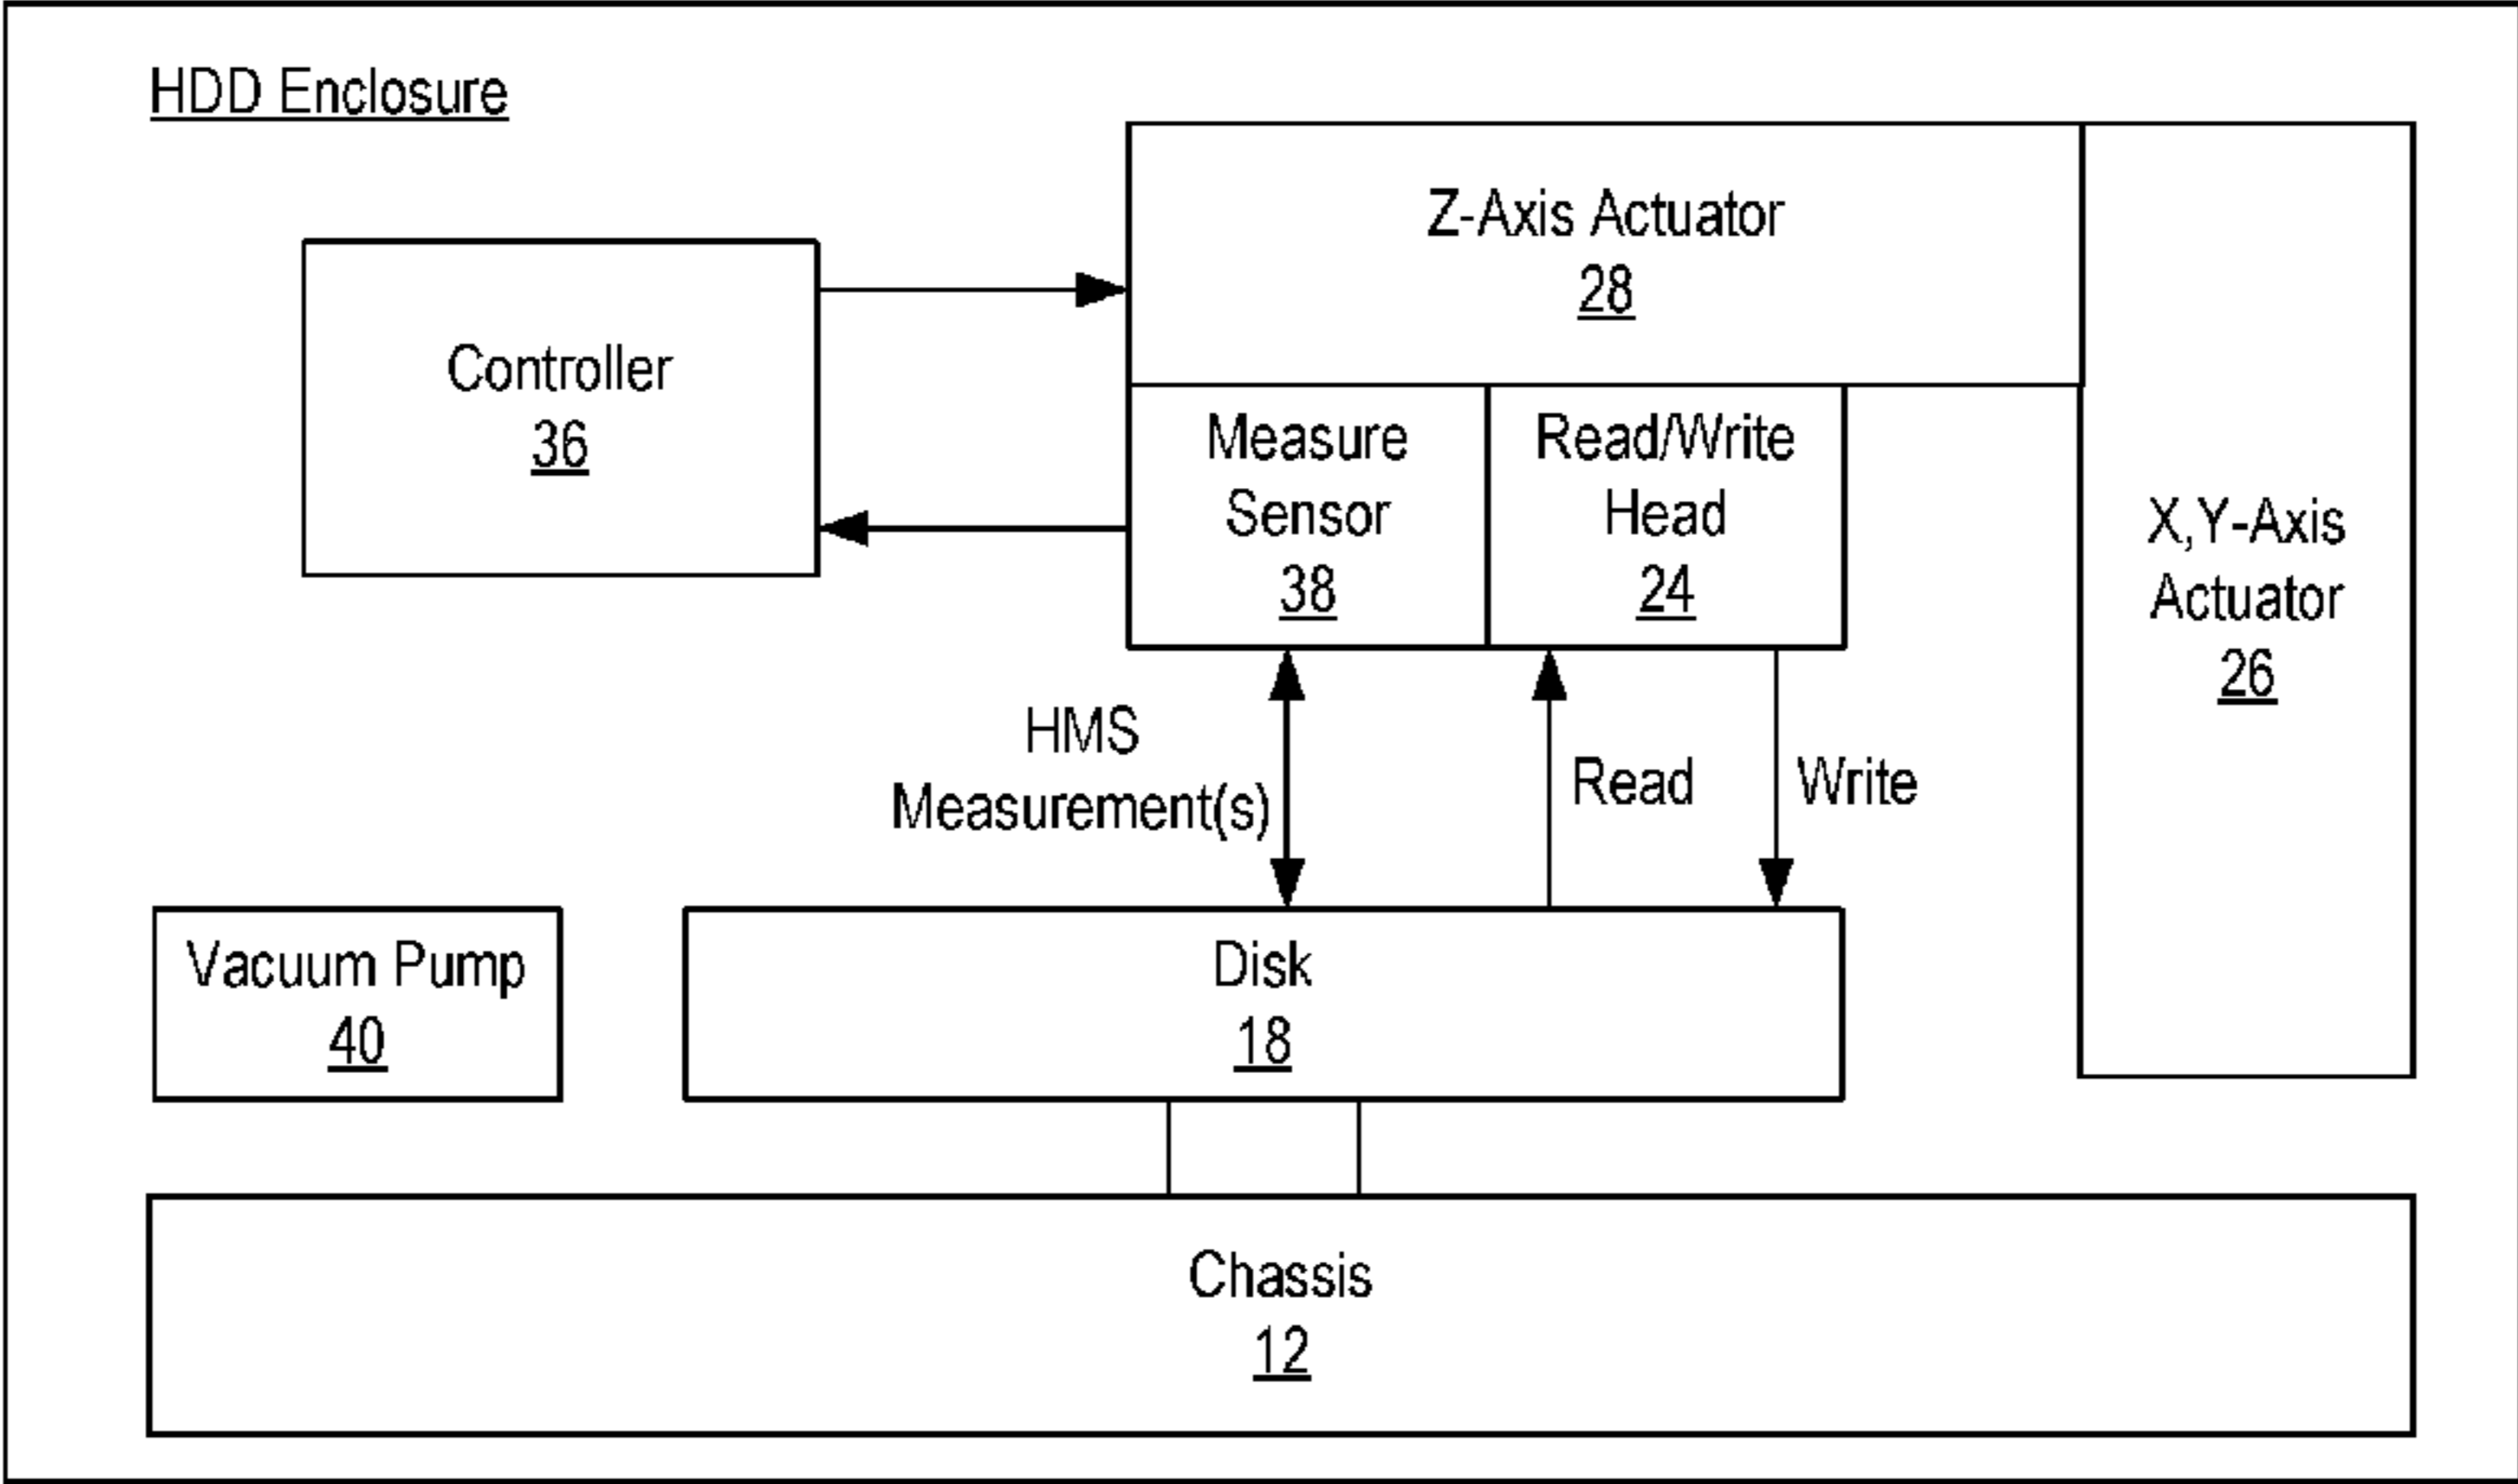 HDD Enclosure
Z-Axis Actuator
28
Controller
36
Measure
Sensor
38
Read/Write
Head
24
X,Y-Axis
Actuator
26
HMS
Measurement(s)
Read
Write
Vacuum Pump
40
Disk
18
Chassis
12